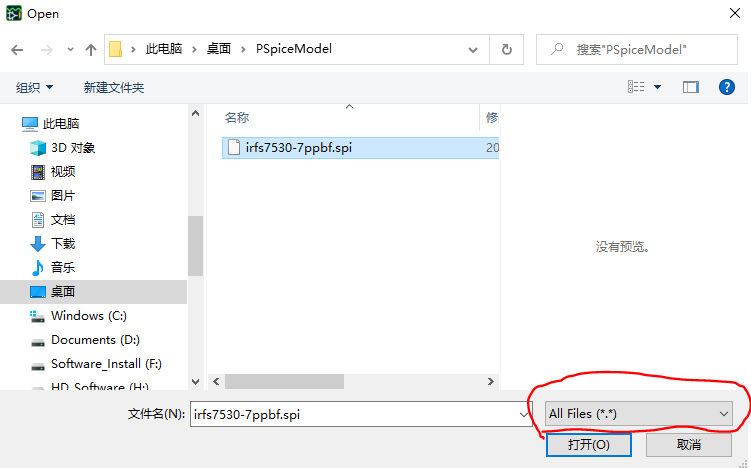 Open
此电脑 桌面 PSpiceModel
搜索"PSpiceModel"
组织 新建文件夹
此电脑
3D 对象
视频
图片
文档
下载
音乐
桌面
Windows (C:)
Documents (D:)
Software_Install (F:)
HD_Software (H:)
名称 修
irfs7530-7ppbf.spi 20
没有预览。
文件名(N): irfs7530-7ppbf.spi All Files (*.*)
打开(O) 取消